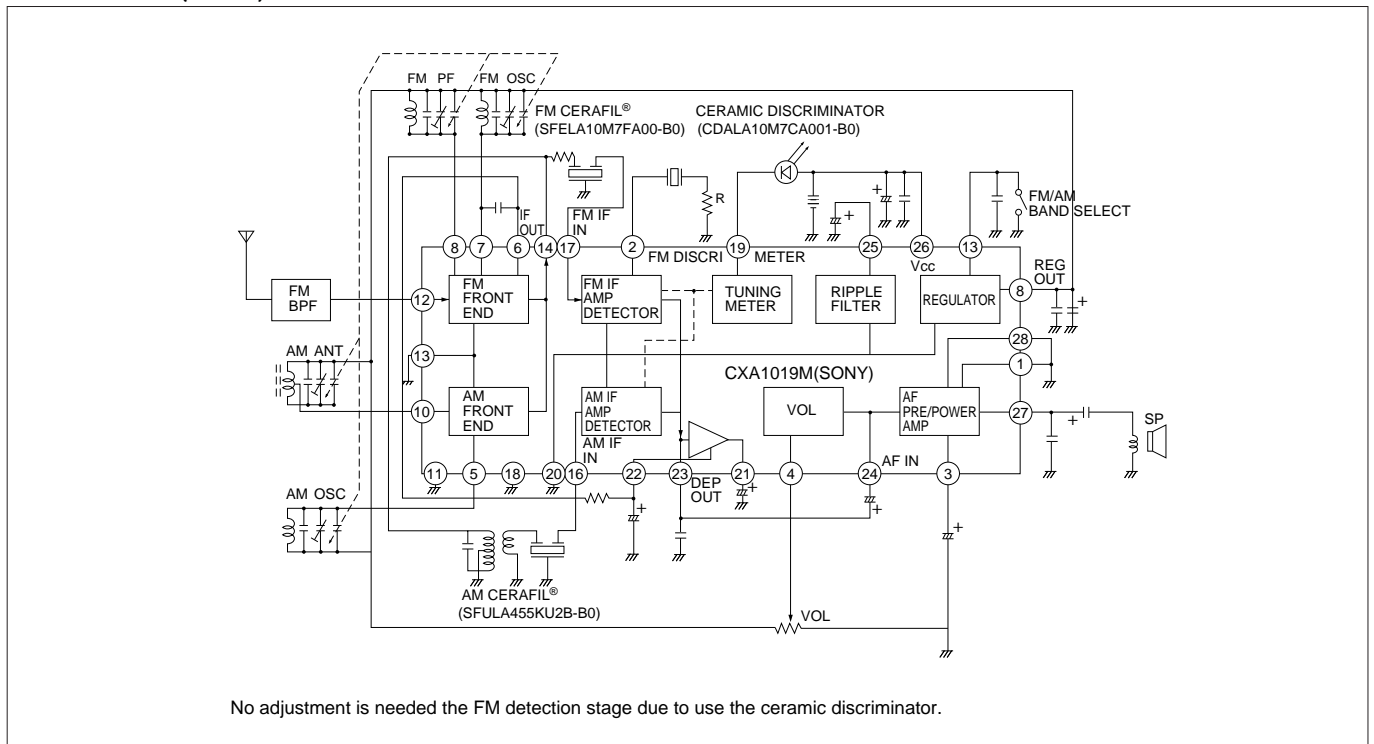 FM PF FM OSC
FM CERAFIL®
(SFELA10M7FA00-B0)
CERAMIC DISCRIMINATOR
(CDALA10M7CA001-B0)
R
FM/AM
BAND SELECT
IF
OUT
FM IF
IN
8 7 6 14 17 2 19 25 26 13
FM DISCRI METER
Vcc
REG
OUT
8
FM
BPF
12
FM
FRONT
END
FM IF
AMP
DETECTOR
TUNING
METER
RIPPLE
FILTER
REGULATOR
28
13
1
AM ANT
CXA1019M(SONY)
10
AM
FRONT
END
AM IF
AMP
DETECTOR
VOL
AF
PRE/POWER
AMP
27
SP
AM IF
IN
11 5 18 20 16 22 23 21 4 24 3
DEP
OUT
AF IN
AM OSC
AM CERAFIL®
(SFULA455KU2B-B0)
VOL
No adjustment is needed the FM detection stage due to use the ceramic discriminator.